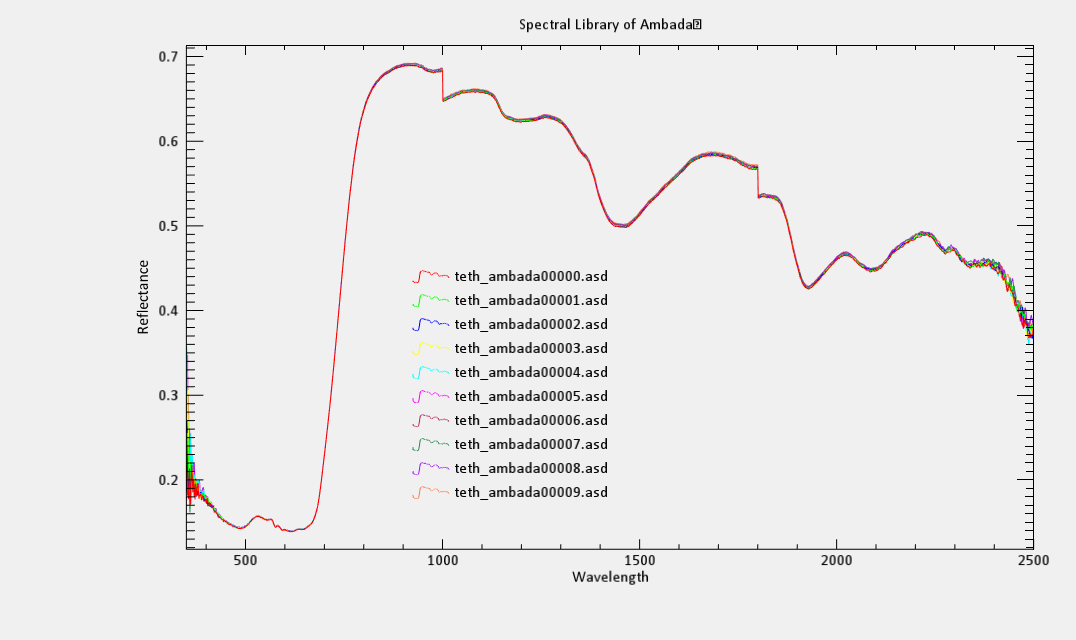 Spectral Library of Ambada
0.7
0.6
0.5
0.4
0.3
0.2
Reflectance
teth_ambada00000.asd
teth_ambada00001.asd
teth_ambada00002.asd
teth_ambada00003.asd
teth_ambada00004.asd
teth_ambada00005.asd
teth_ambada00006.asd
teth_ambada00007.asd
teth_ambada00008.asd
teth_ambada00009.asd
500 1000 1500 2000 2500
Wavelength